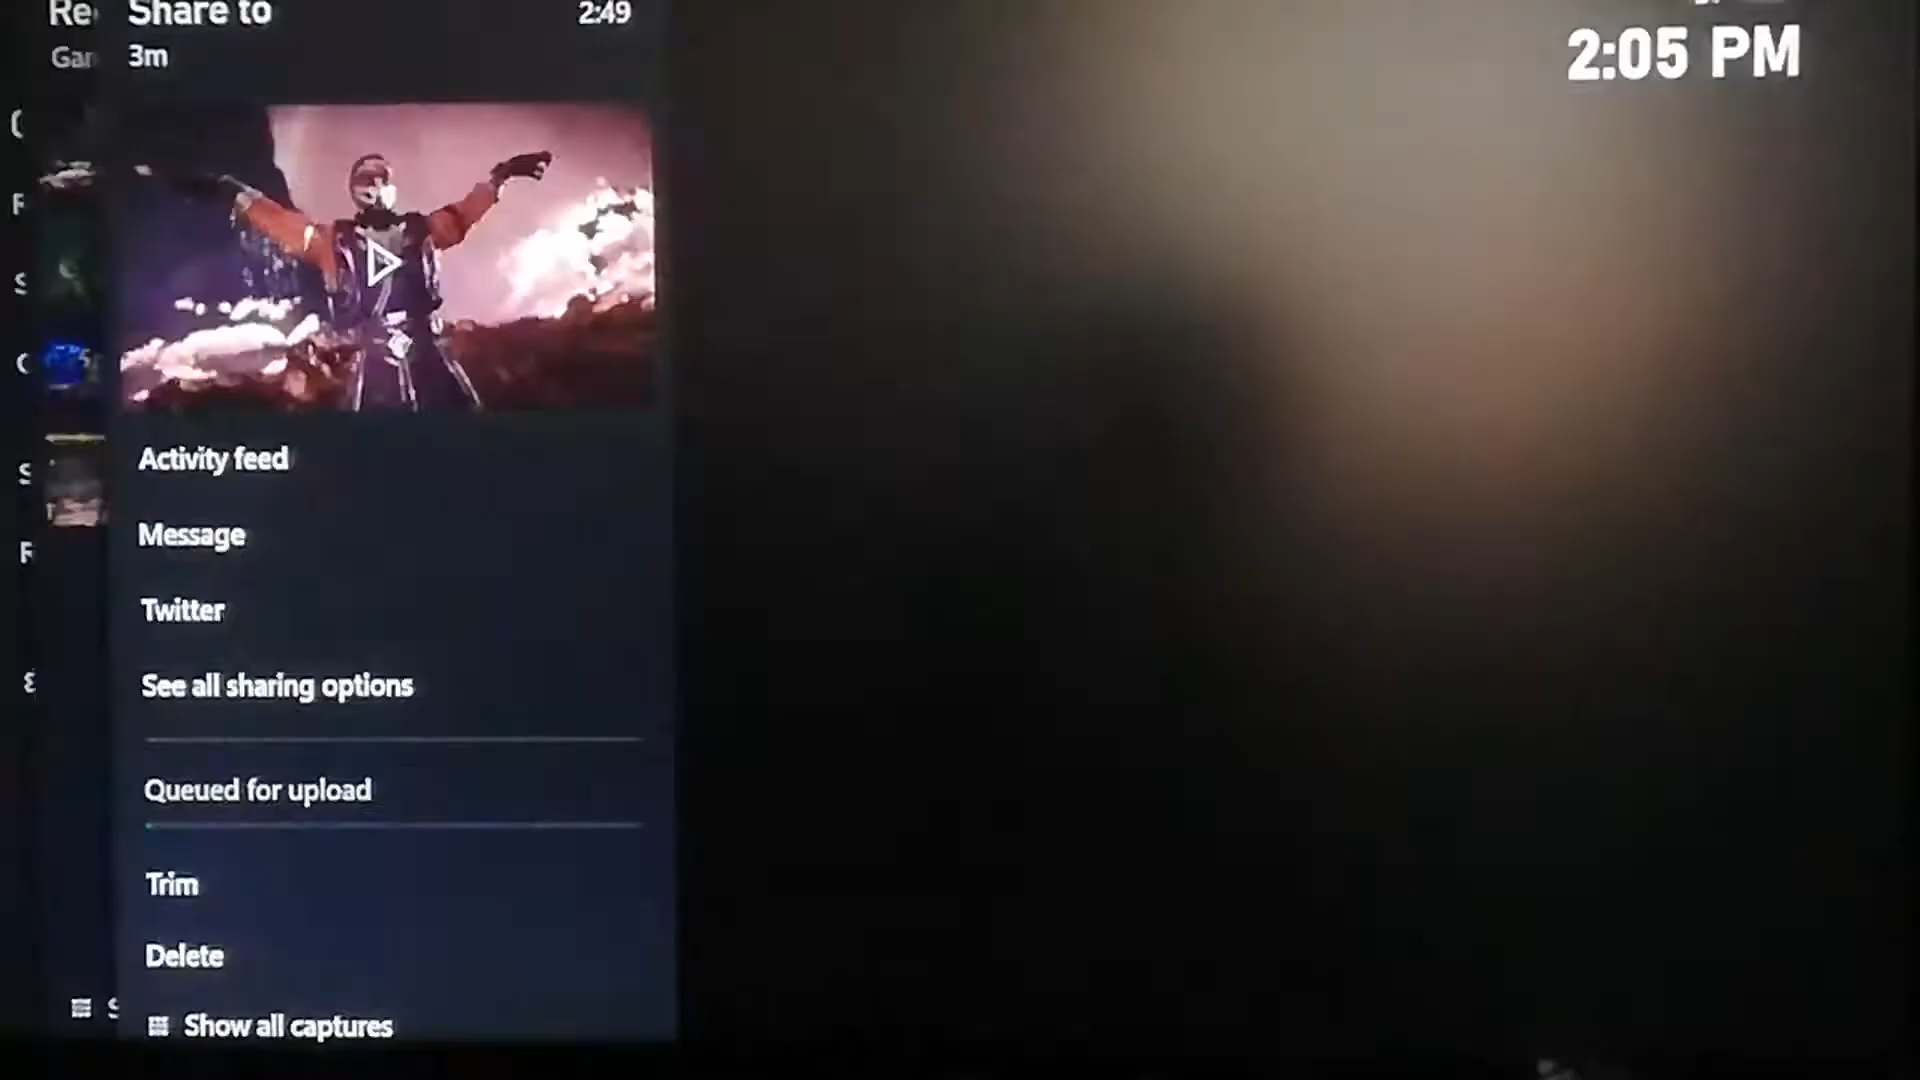 Share to
2:49
3m
2:05 PM
Activity feed
Message
Twitter
See all sharing options
Queued for upload
Trim
Delete
Show all captures